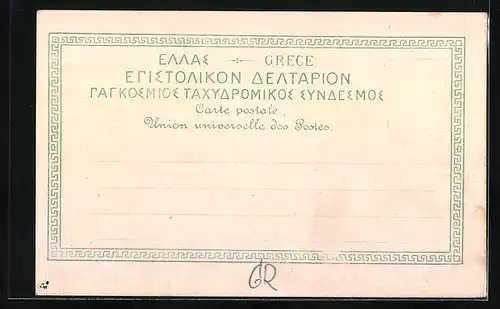 ΕΛΛΑΣ GRECE
ΕΠΙΣΤΟΛΙΚΟΝ ΔΕΛΤΑΡΙΟΝ
ΠΑΓΚΟΣΜΙΟΣ ΤΑΧΥΔΡΟΜΙΚΟΣ ΣΥΝΔΕΣΜΟΣ
Carte postale,
Union universelle des Postes.